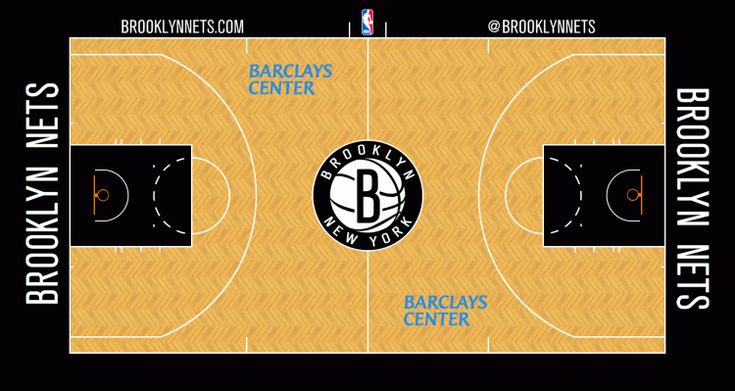 BROOKLYNNETS.COM
@BROOKLYNNETS
BROOKLYN NETS
BARCLAYS
CENTER
BROOKLYN
B
NEW YORK
BARCLAYS
CENTER
BROOKLYN NETS